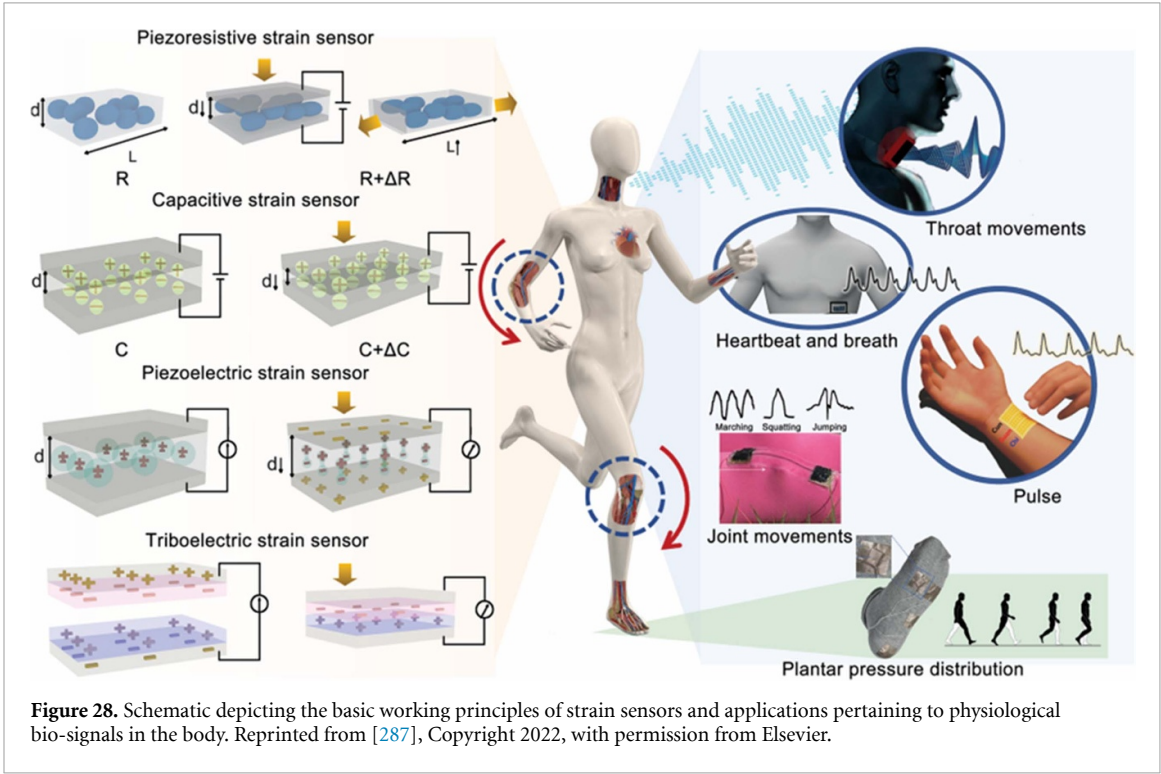 Piezoresistive strain sensor
d
L
R
d↓
L↑
R+ΔR
Capacitive strain sensor
d
C
d↓
C+ΔC
Piezoelectric strain sensor
d
d↓
Triboelectric strain sensor
Throat movements
Heartbeat and breath
Pulse
Marching Squatting Jumping
Joint movements
Plantar pressure distribution
Figure 28. Schematic depicting the basic working principles of strain sensors and applications pertaining to physiological
bio-signals in the body. Reprinted from [287], Copyright 2022, with permission from Elsevier.